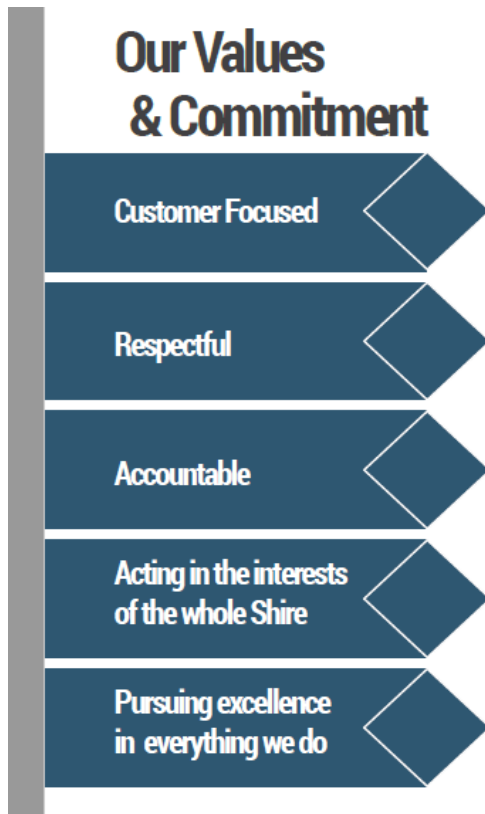 Our Values
& Commitment
Customer Focused
Respectful
Accountable
Acting in the interests
of the whole Shire
Pursuing excellence
in everything we do